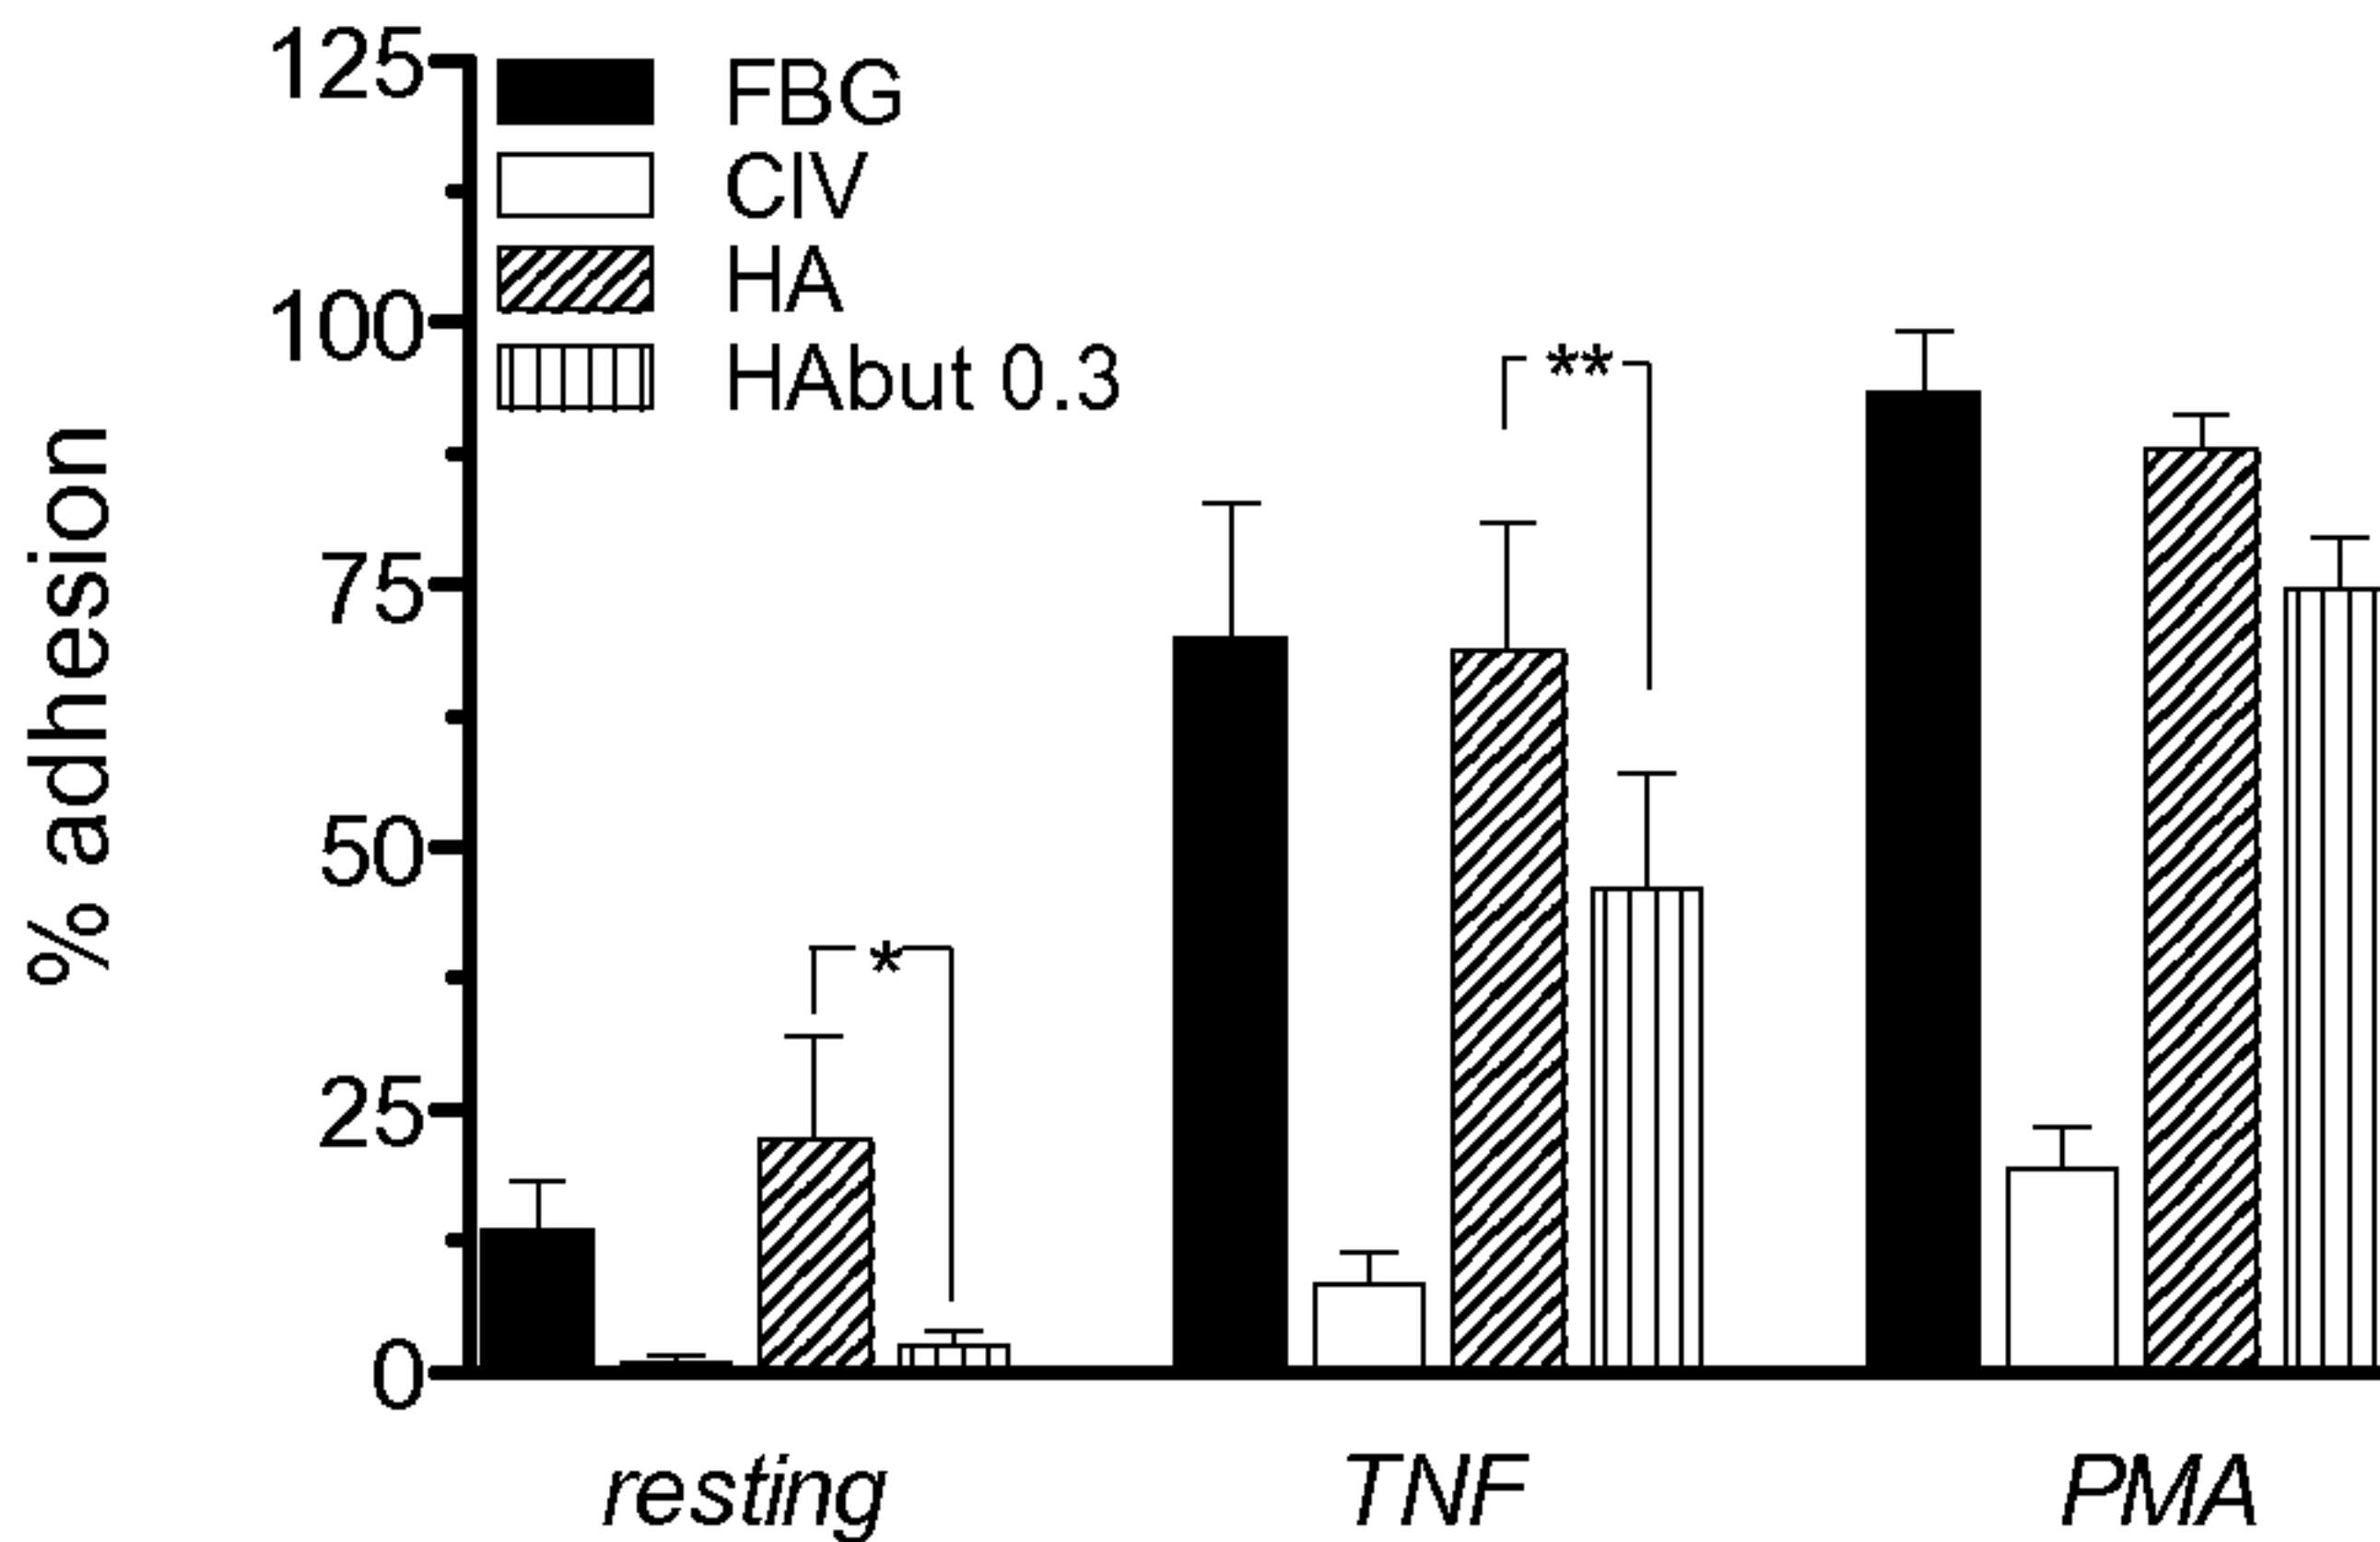 % adhesion
125
100
75
50
25
0
FBG
CIV
HA
HAbut 0.3
*
**
resting
TNF
PMA